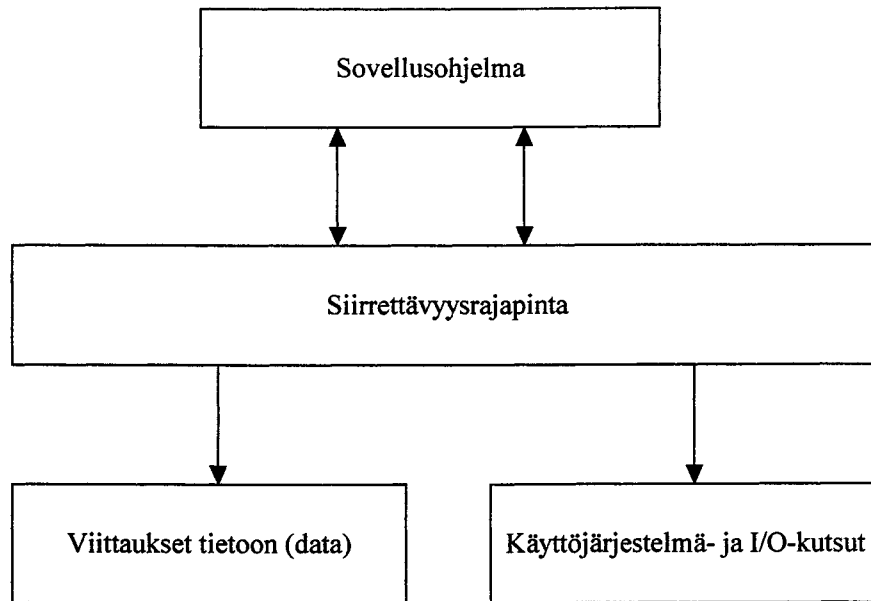 Sovellusohjelma
Siirrettävyysrajapinta
Viittaukset tietoon (data)
Käyttöjärjestelmä- ja I/O-kutsut